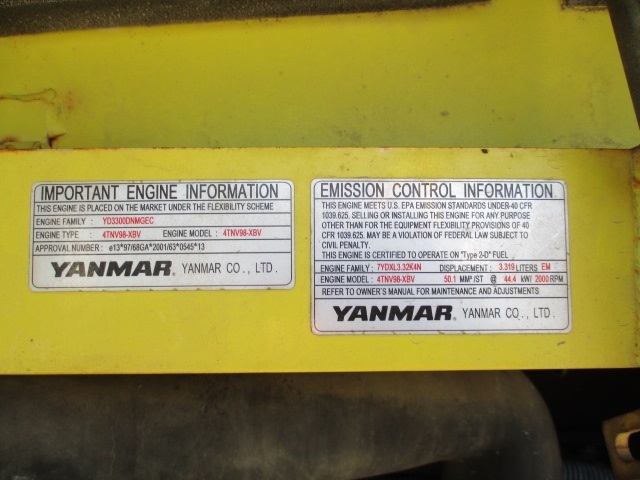 IMPORTANT ENGINE INFORMATION
THIS ENGINE IS PLACED ON THE MARKET UNDER THE FLEXIBILITY SCHEME
ENGINE FAMILY : YD3300DNMGEC
ENGINE TYPE : 4TNV98-XBV ENGINE MODEL : 4TNV98-XBV
APPROVAL NUMBER : e13*97/68GA*2001/63*0545*13
YANMAR YANMAR CO., LTD.
EMISSION CONTROL INFORMATION
THIS ENGINE MEETS U.S. EPA EMISSION STANDARDS UNDER 40 CFR
1039.625. SELLING OR INSTALLING THIS ENGINE FOR ANY PURPOSE
OTHER THAN FOR THE EQUIPMENT FLEXIBILITY PROVISIONS OF 40
CFR 1039.625 MAY BE A VIOLATION OF FEDERAL LAW SUBJECT TO
CIVIL PENALTY.
THIS ENGINE IS CERTIFIED TO OPERATE ON "Type 2-D" FUEL
ENGINE FAMILY : 7YDXL3.32K4N DISPLACEMENT : 3.319 LITERS EM
ENGINE MODEL : 4TNV98-XBV 50.1 MM³/ST @ 44.4 kW/ 2000 RPM
REFER TO OWNER'S MANUAL FOR MAINTENANCE AND ADJUSTMENTS
YANMAR YANMAR CO., LTD.